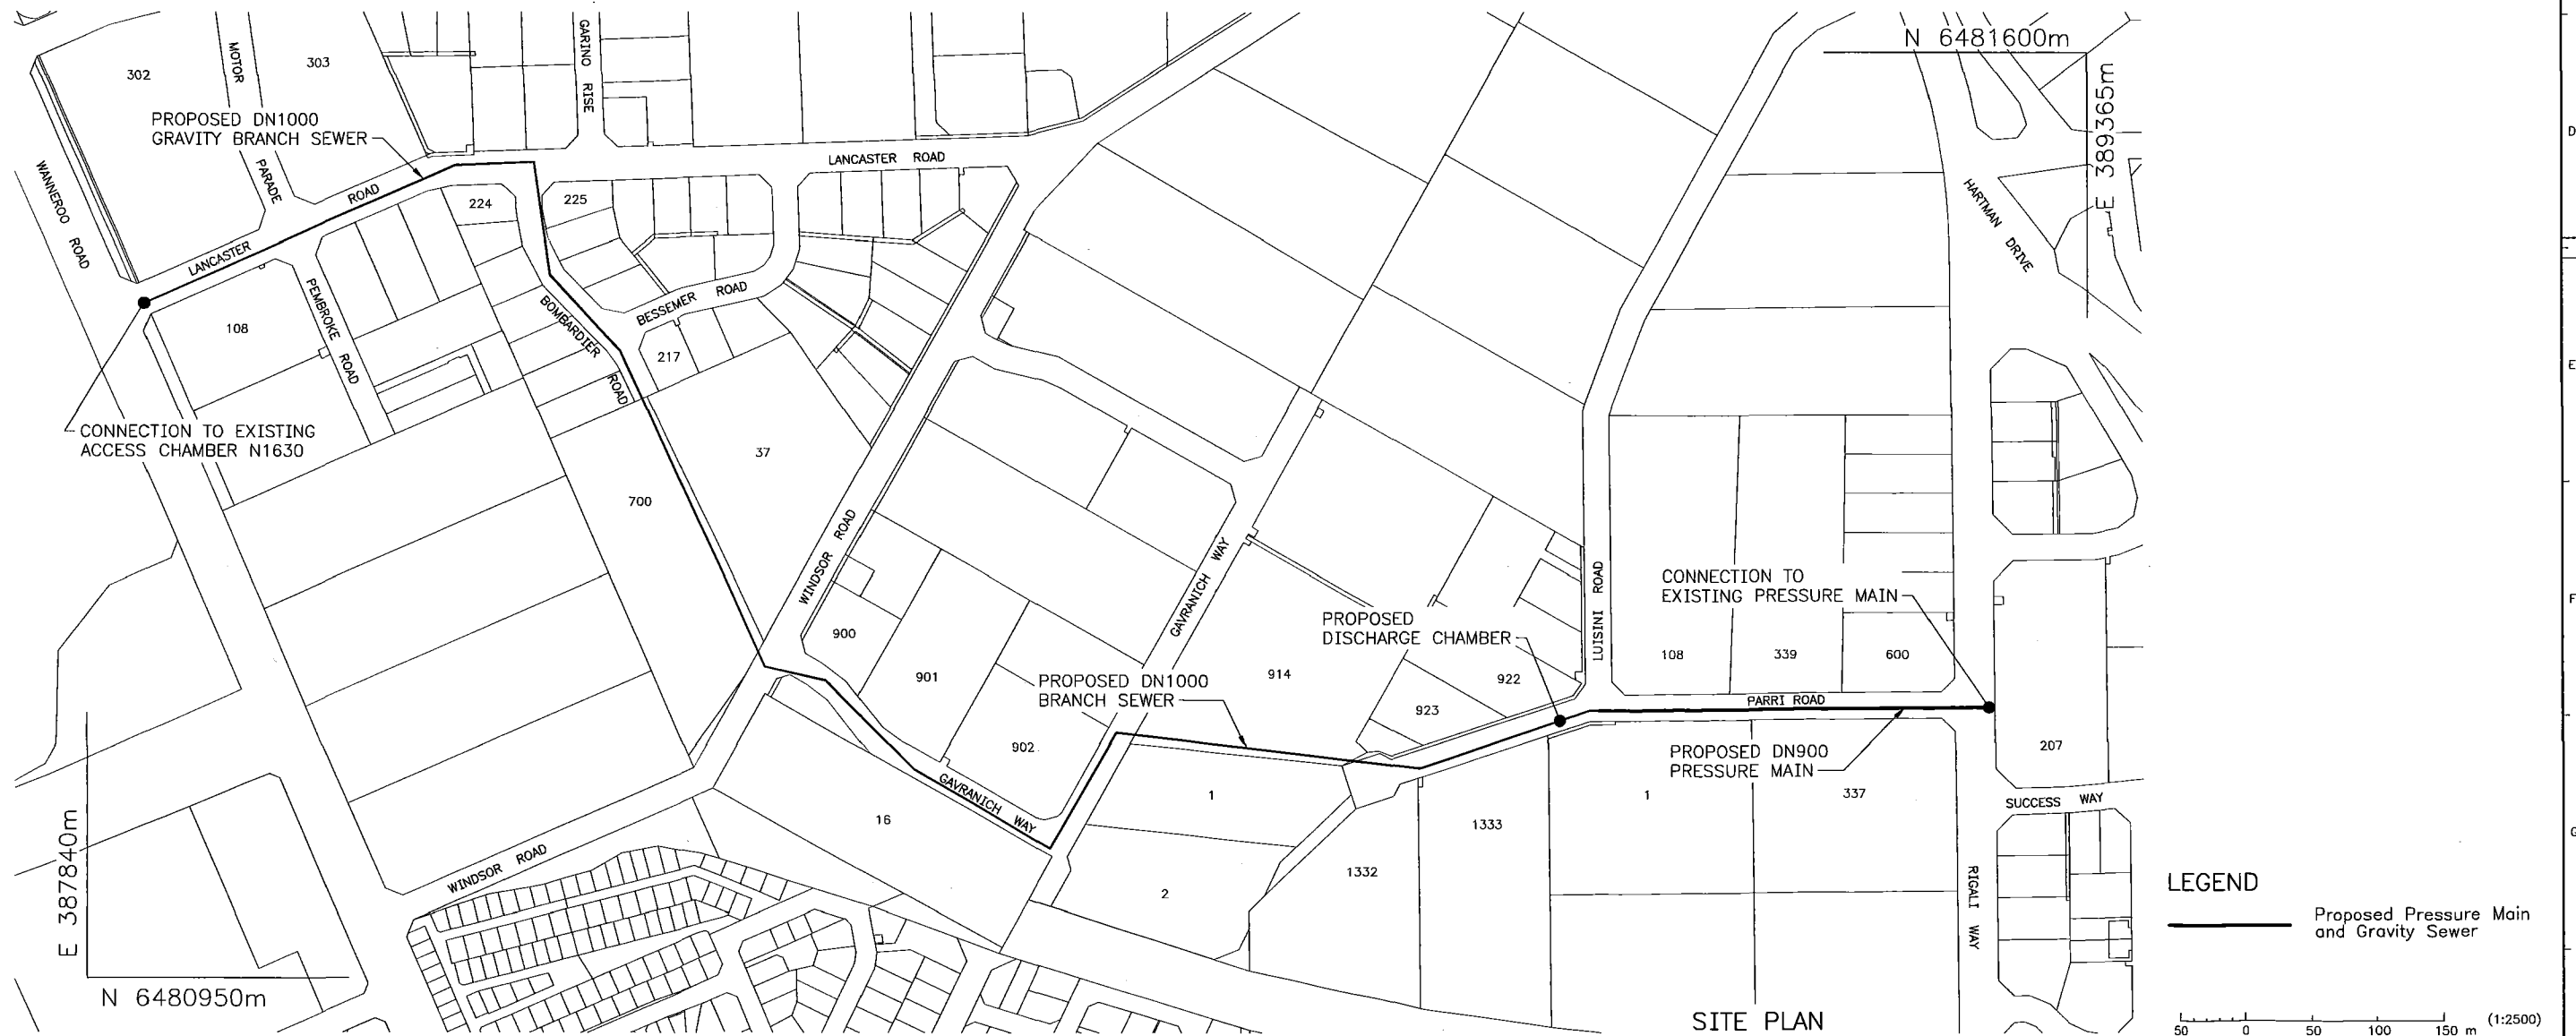 N 6481600m
E 389365m
302
MOTOR
PARADE
303
GARINO RISE
PROPOSED DN1000
GRAVITY BRANCH SEWER
WANNEROO ROAD
LANCASTER ROAD
LANCASTER ROAD
224
225
HARTMAN DRIVE
108
PEMBROKE ROAD
BOMBARDIER
ROAD
BESSEMER ROAD
217
CONNECTION TO EXISTING
ACCESS CHAMBER N1630
37
700
WINDSOR ROAD
GAVRANICH WAY
LUISINI ROAD
CONNECTION TO
EXISTING PRESSURE MAIN
PROPOSED
DISCHARGE CHAMBER
900
901
902
914
922
923
108
339
600
PROPOSED DN1000
BRANCH SEWER
PARRI ROAD
PROPOSED DN900
PRESSURE MAIN
207
GAVRANICH WAY
16
1
2
1332
1333
1
337
SUCCESS WAY
RIGALI WAY
WINDSOR ROAD
E 387840m
N 6480950m
SITE PLAN
LEGEND
Proposed Pressure Main
and Gravity Sewer
50 0 50 100 150 m (1:2500)
D
E
F
G